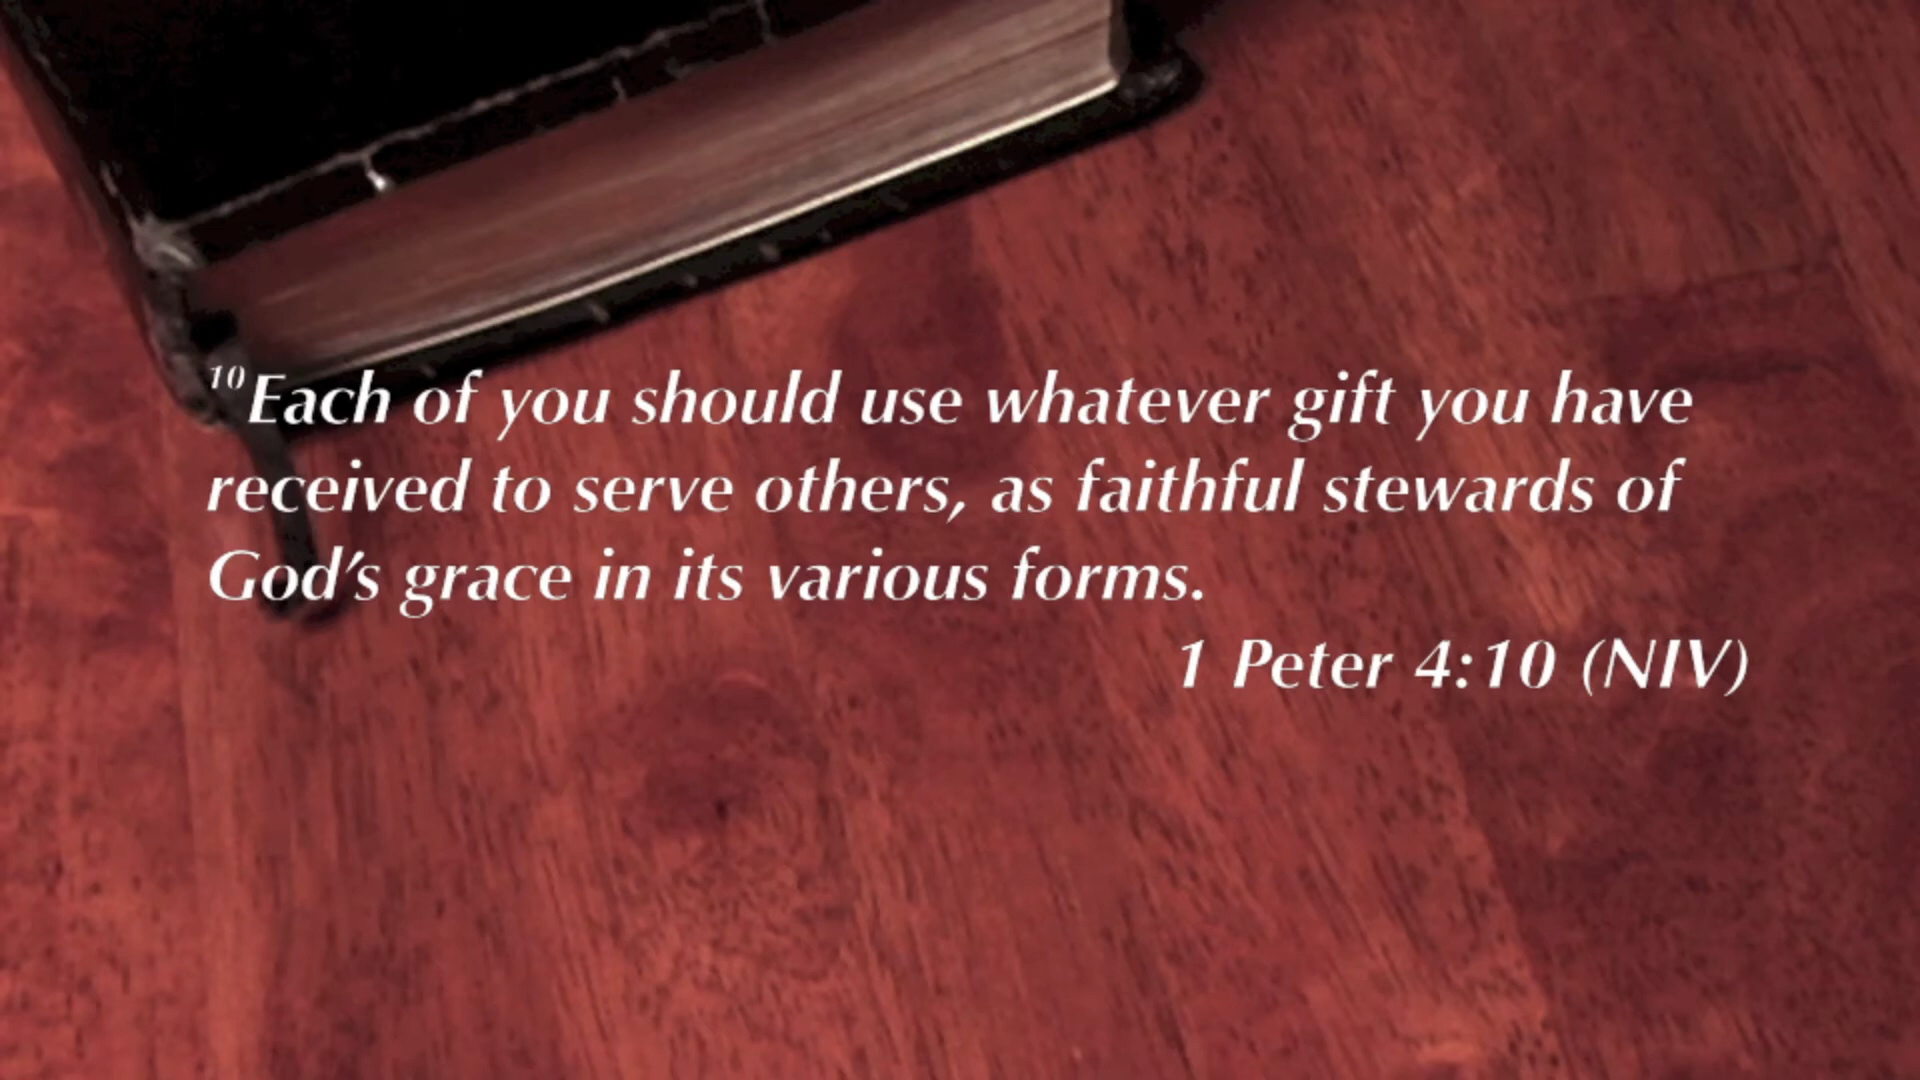 ¹⁰Each of you should use whatever gift you have
received to serve others, as faithful stewards of
God’s grace in its various forms.
1 Peter 4:10 (NIV)